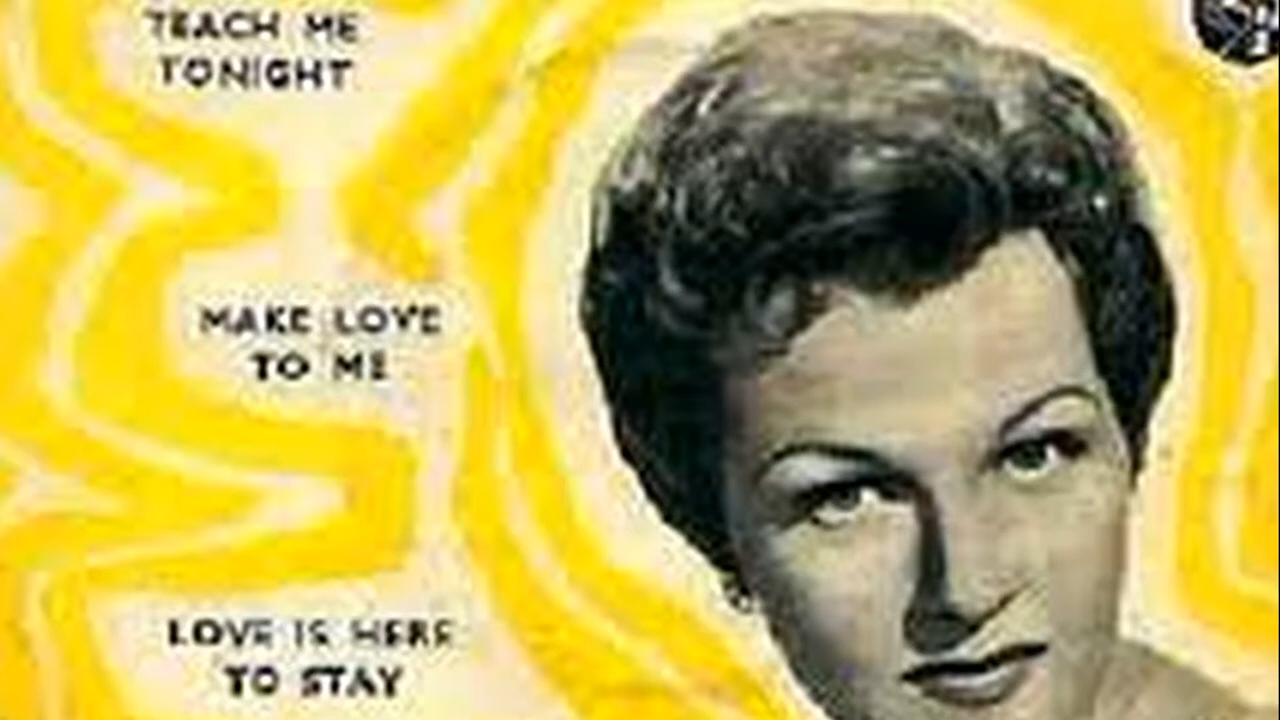 TEACH ME
TONIGHT
MAKE LOVE
TO ME
LOVE IS HERE
TO STAY